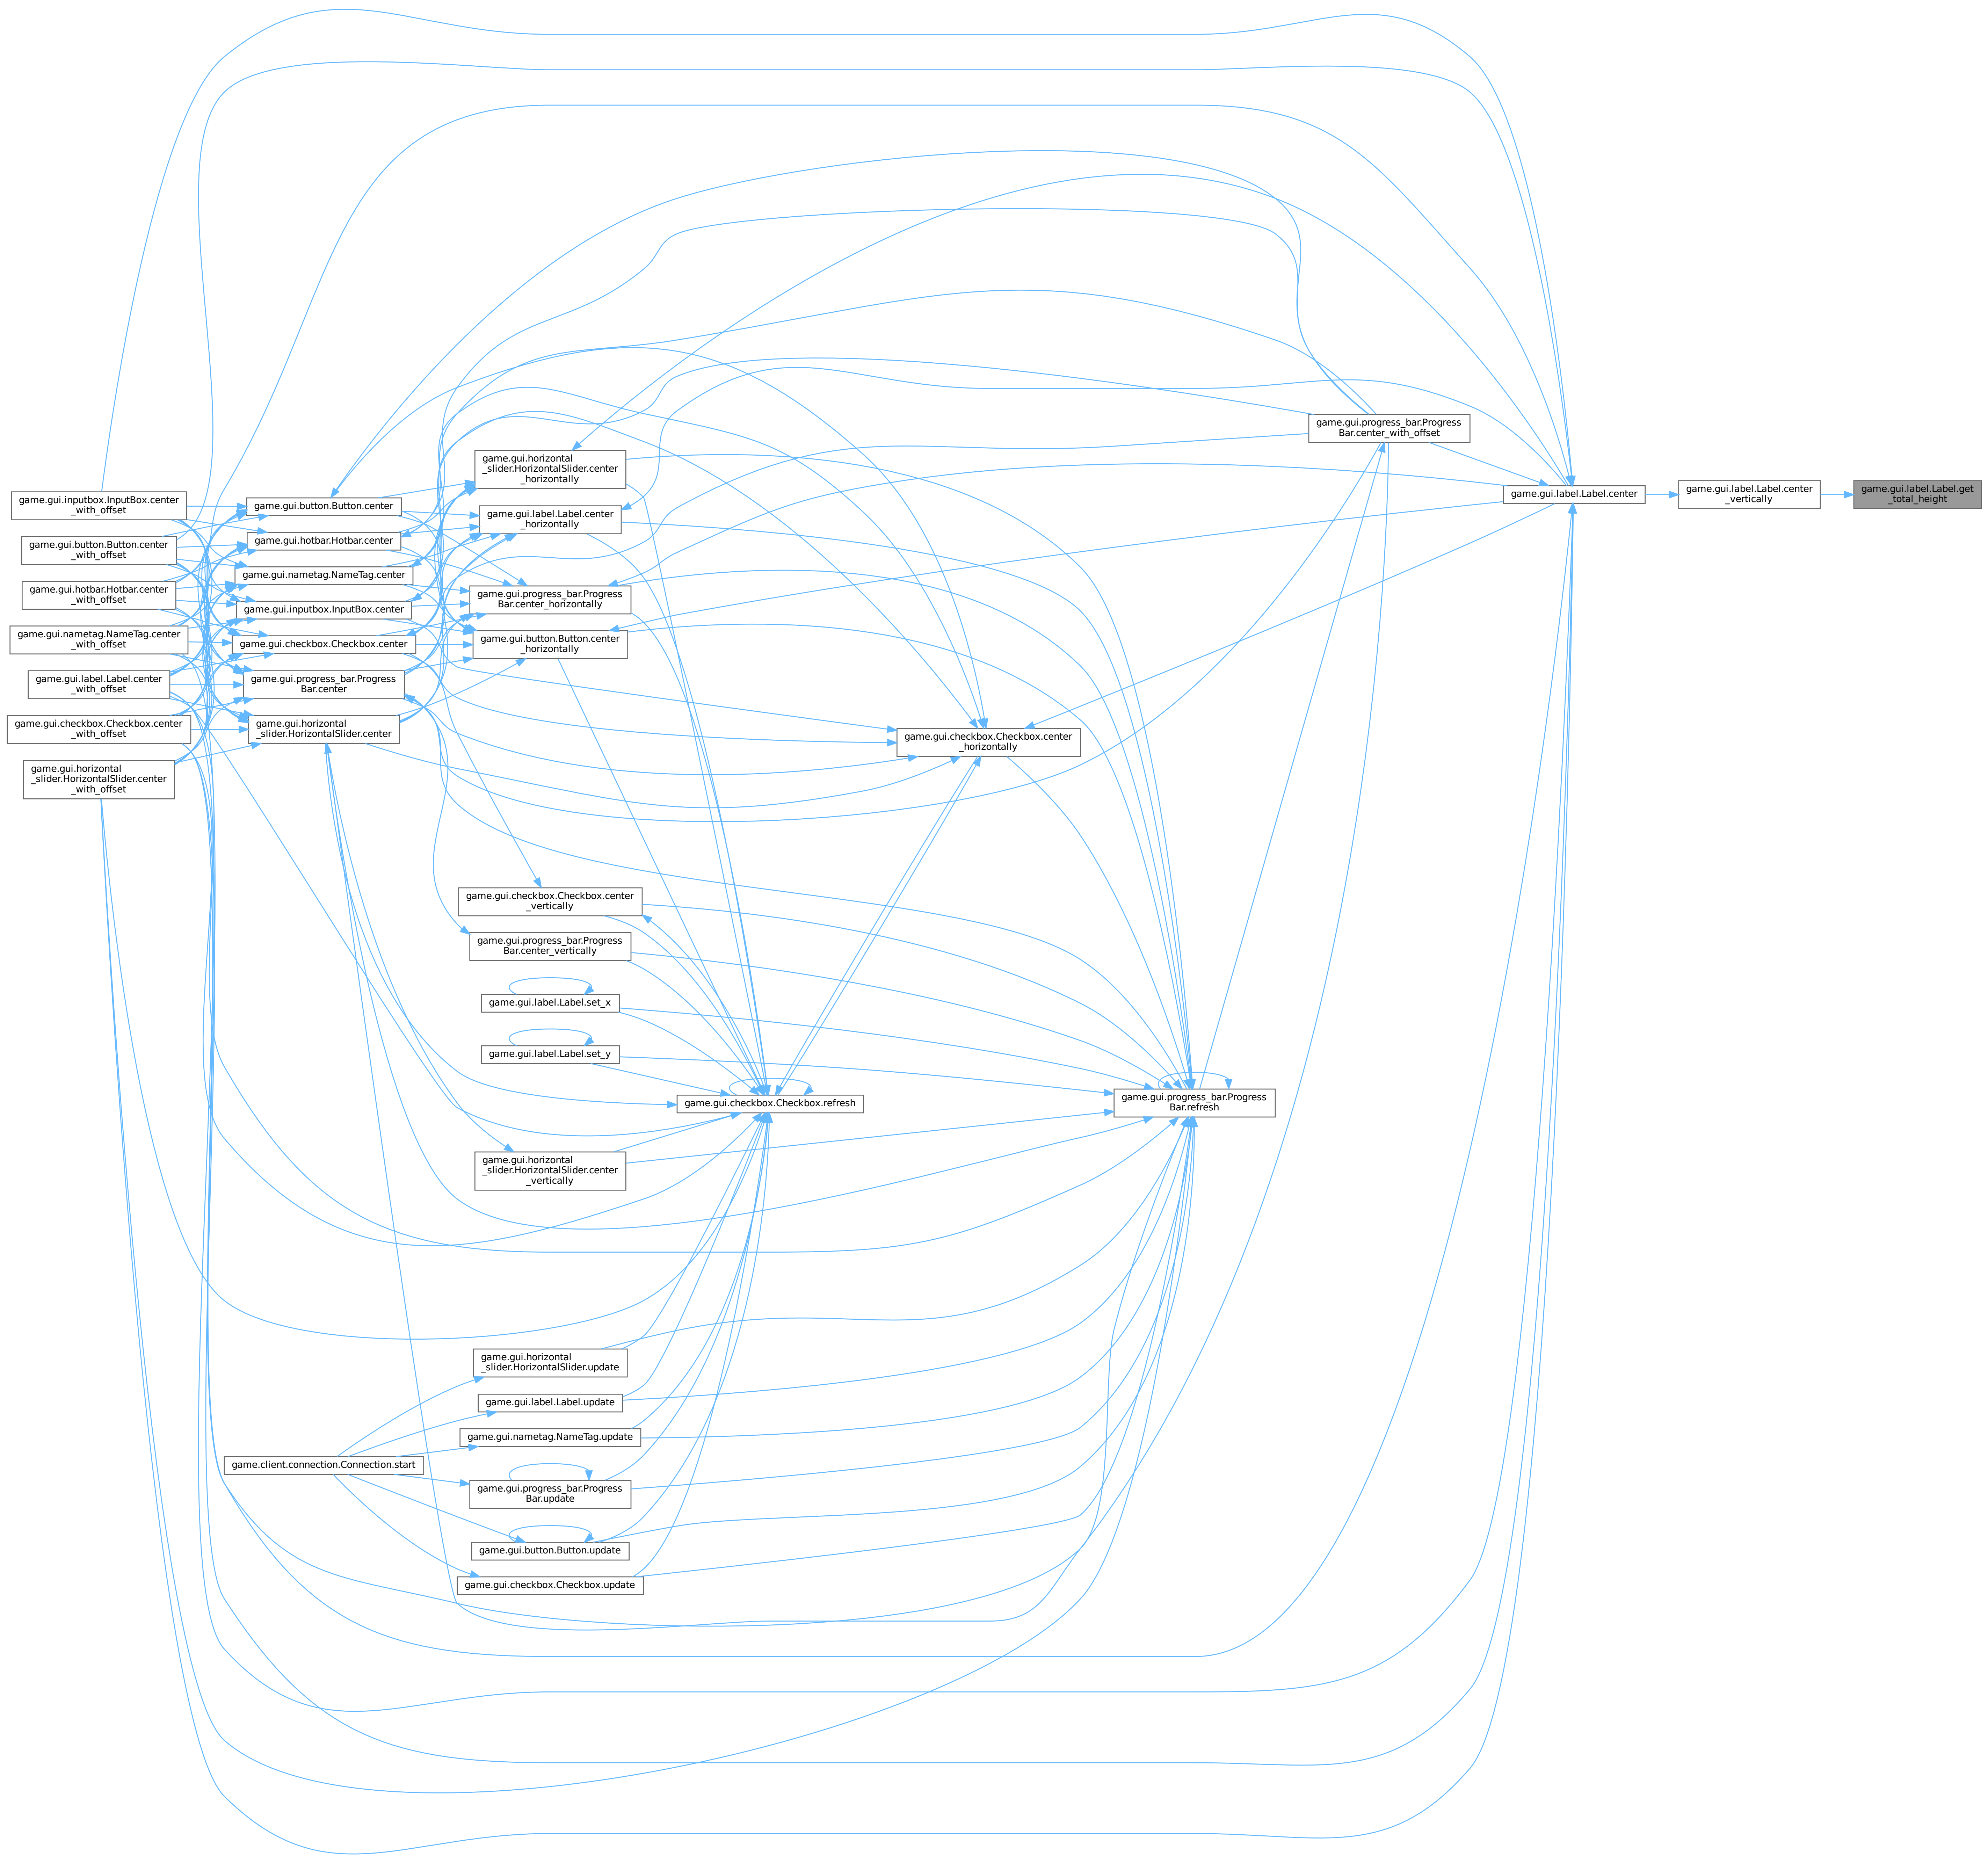 game.gui.inputbox.InputBox.center
_with_offset
game.gui.button.Button.center
_with_offset
game.gui.hotbar.Hotbar.center
_with_offset
game.gui.nametag.NameTag.center
_with_offset
game.gui.label.Label.center
_with_offset
game.gui.checkbox.Checkbox.center
_with_offset
game.gui.horizontal
_slider.HorizontalSlider.center
_with_offset
game.gui.button.Button.center
game.gui.hotbar.Hotbar.center
game.gui.nametag.NameTag.center
game.gui.inputbox.InputBox.center
game.gui.checkbox.Checkbox.center
game.gui.progress_bar.Progress
Bar.center
game.gui.horizontal
_slider.HorizontalSlider.center
game.client.connection.Connection.start
game.gui.horizontal
_slider.HorizontalSlider.center
_horizontally
game.gui.label.Label.center
_horizontally
game.gui.progress_bar.Progress
Bar.center_horizontally
game.gui.button.Button.center
_horizontally
game.gui.checkbox.Checkbox.center
_vertically
game.gui.progress_bar.Progress
Bar.center_vertically
game.gui.label.Label.set_x
game.gui.label.Label.set_y
game.gui.horizontal
_slider.HorizontalSlider.center
_vertically
game.gui.horizontal
_slider.HorizontalSlider.update
game.gui.label.Label.update
game.gui.nametag.NameTag.update
game.gui.progress_bar.Progress
Bar.update
game.gui.button.Button.update
game.gui.checkbox.Checkbox.update
game.gui.checkbox.Checkbox.refresh
game.gui.checkbox.Checkbox.center
_horizontally
game.gui.progress_bar.Progress
Bar.refresh
game.gui.progress_bar.Progress
Bar.center_with_offset
game.gui.label.Label.center
game.gui.label.Label.center
_vertically
game.gui.label.Label.get
_total_height